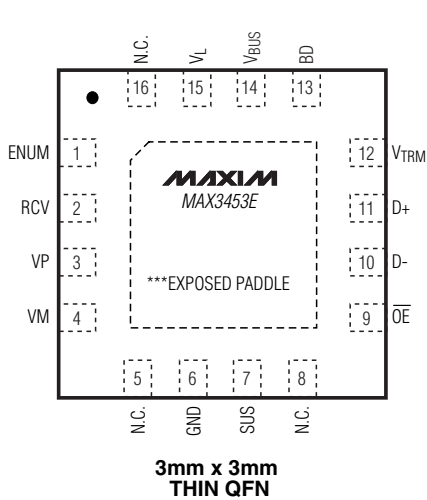 N.C. VL VBUS BD
16 15 14 13
ENUM 1 12 VTRM
MAXIM
RCV 2 MAX3453E 11 D+
VP 3 10 D-
***EXPOSED PADDLE
VM 4 9 O̅E̅
5 6 7 8
N.C. GND SUS N.C.
3mm x 3mm
THIN QFN